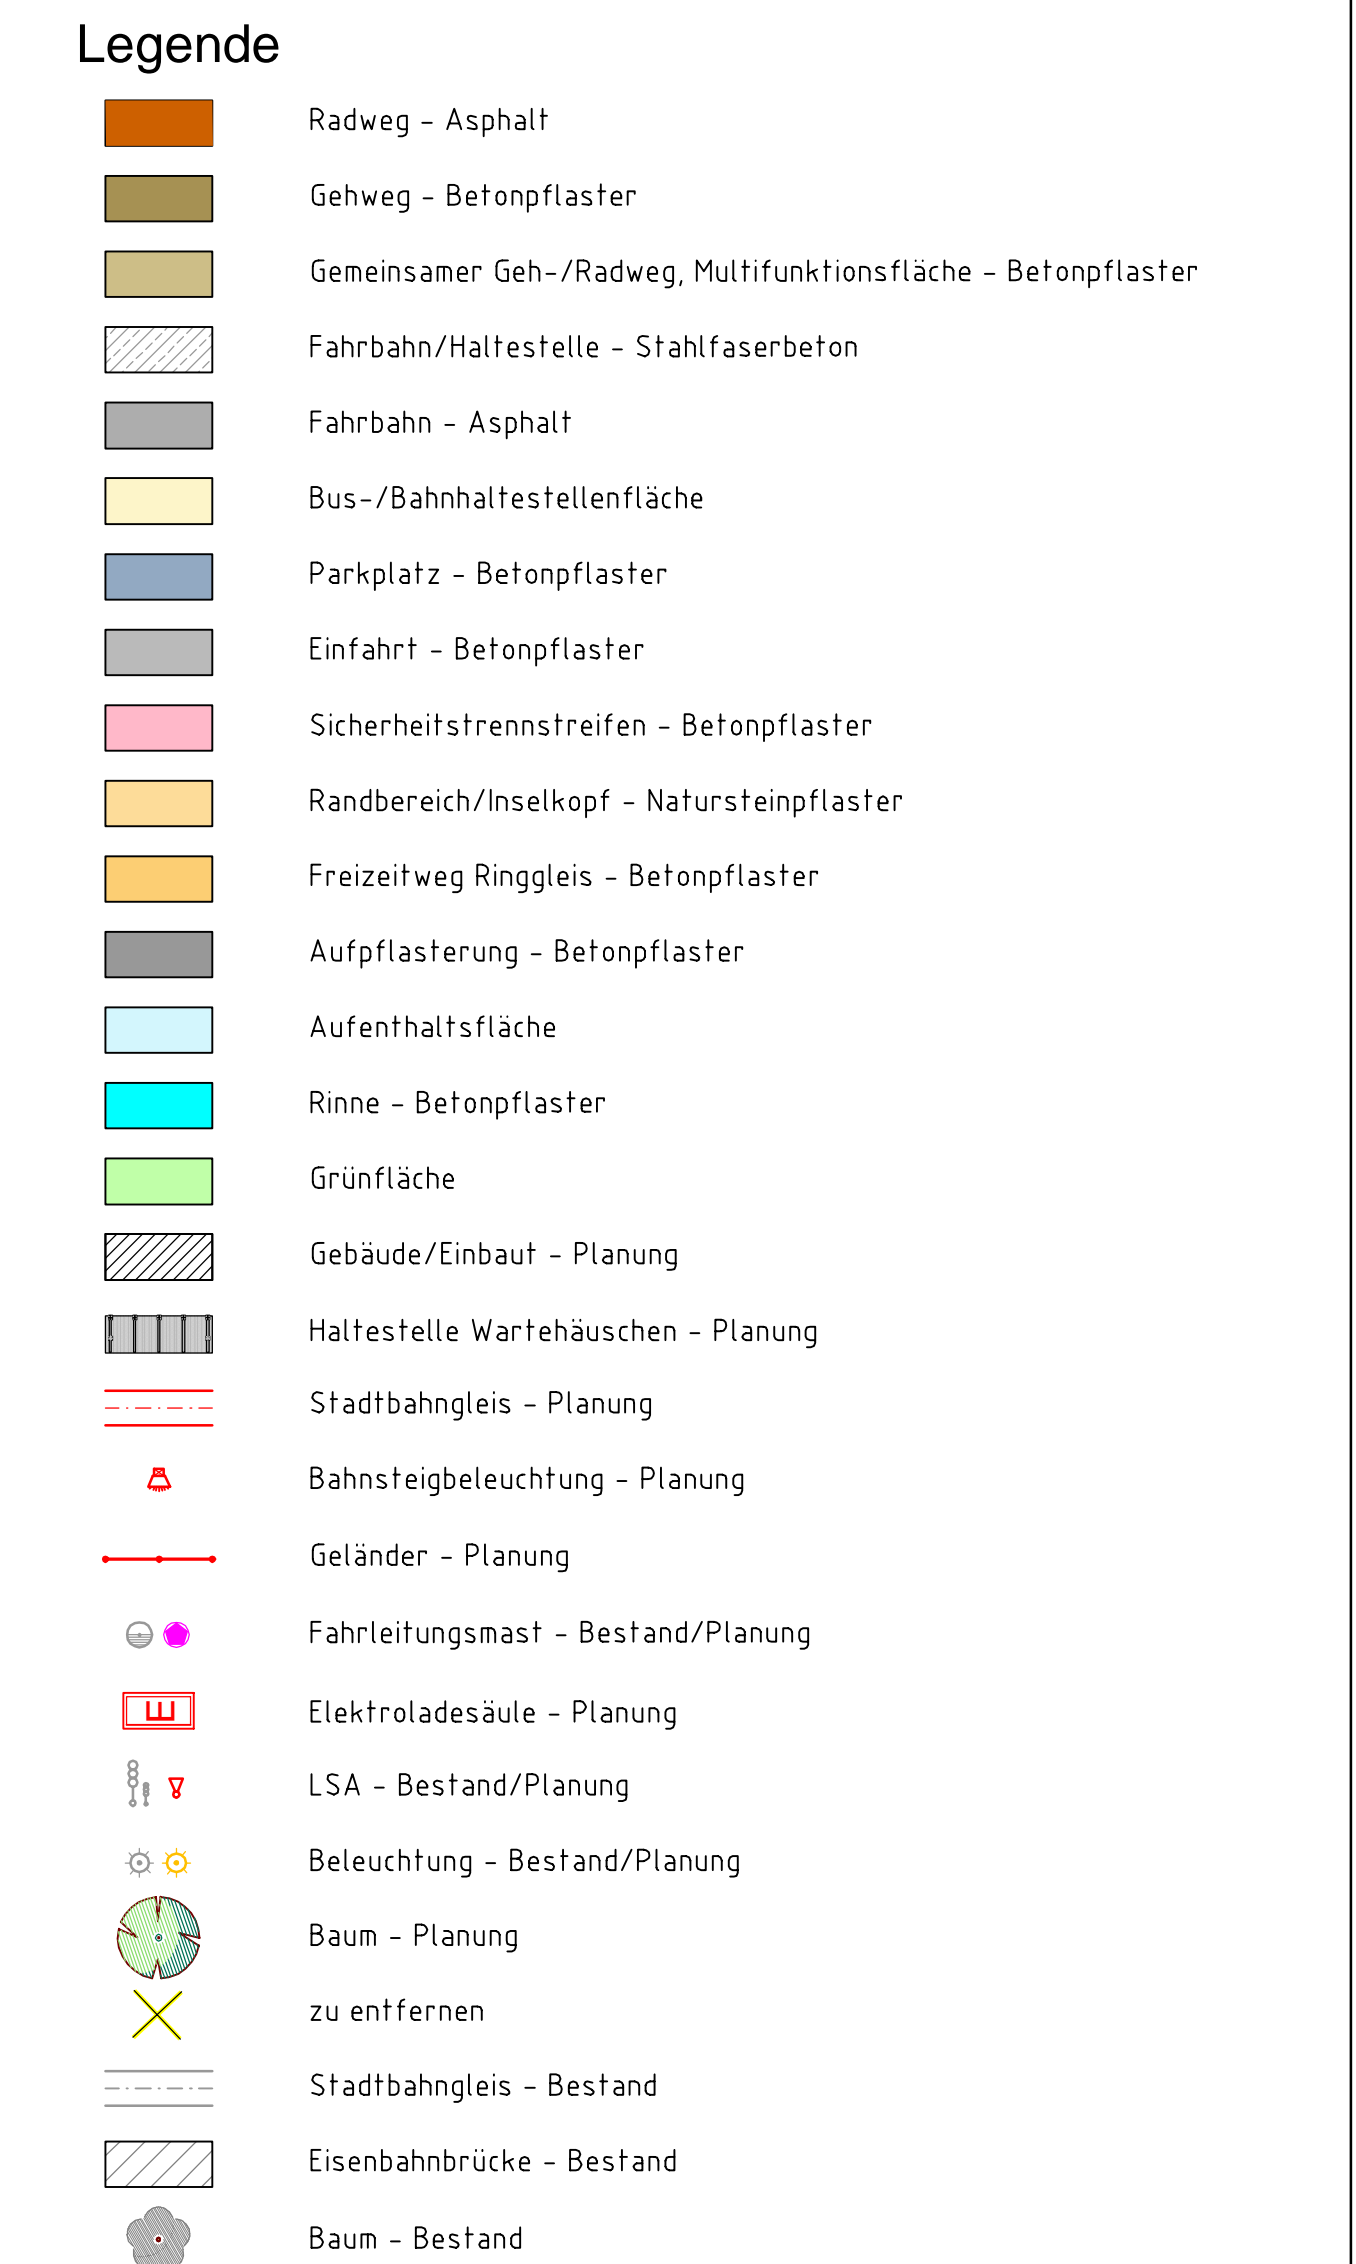 Legende
Radweg - Asphalt
Gehweg - Betonpflaster
Gemeinsamer Geh-/Radweg, Multifunktionsfläche - Betonpflaster
Fahrbahn/Haltestelle - Stahlfaserbeton
Fahrbahn - Asphalt
Bus-/Bahnhaltestellenfläche
Parkplatz - Betonpflaster
Einfahrt - Betonpflaster
Sicherheitstrennstreifen - Betonpflaster
Randbereich/Inselkopf - Natursteinpflaster
Freizeitweg Ringgleis - Betonpflaster
Aufpflasterung - Betonpflaster
Aufenthaltsfläche
Rinne - Betonpflaster
Grünfläche
Gebäude/Einbaut - Planung
Haltestelle Wartehäuschen - Planung
Stadtbahngleis - Planung
Bahnsteigbeleuchtung - Planung
Geländer - Planung
Fahrleitungsmast - Bestand/Planung
E Elektroladesäule - Planung
LSA - Bestand/Planung
Beleuchtung - Bestand/Planung
Baum - Planung
zu entfernen
Stadtbahngleis - Bestand
Eisenbahnbrücke - Bestand
Baum - Bestand